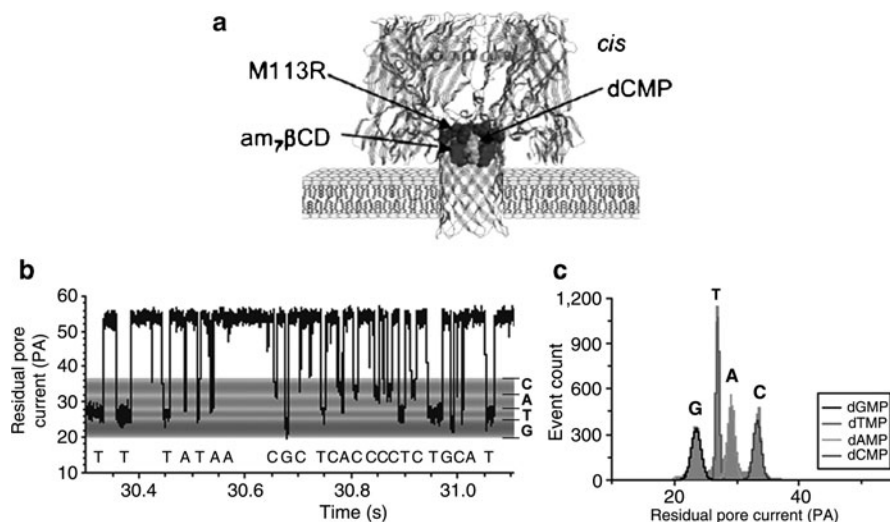 a
cis
M113R
dCMP
am₇βCD
b
Residual pore
current (PA)
60
50
40
30
20
10
C
A
T
G
T T T A T A A C G C T C A C C C C T C T G C A T
30.4 30.6 30.8 31.0
Time (s)
c
Event count
1,200
900
600
300
0
T
G
A
C
dGMP
dTMP
dAMP
dCMP
20 40
Residual pore current (PA)